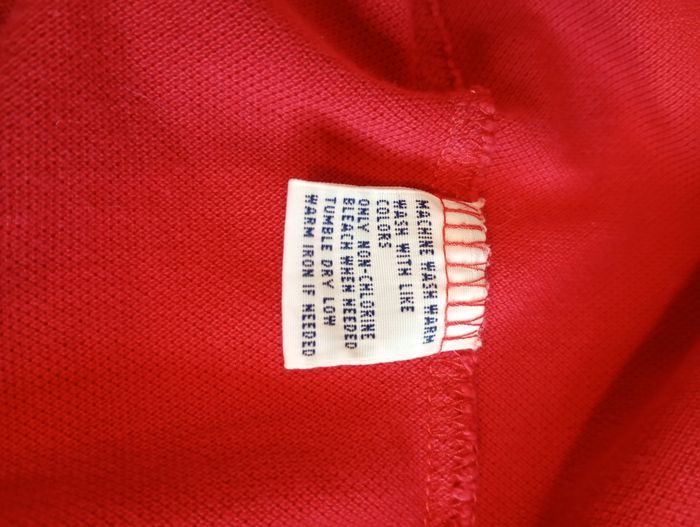 MACHINE WASH WARM
WASH WITH LIKE
COLORS
ONLY NON-CHLORINE
BLEACH WHEN NEEDED
TUMBLE DRY LOW
WARM IRON IF NEEDED